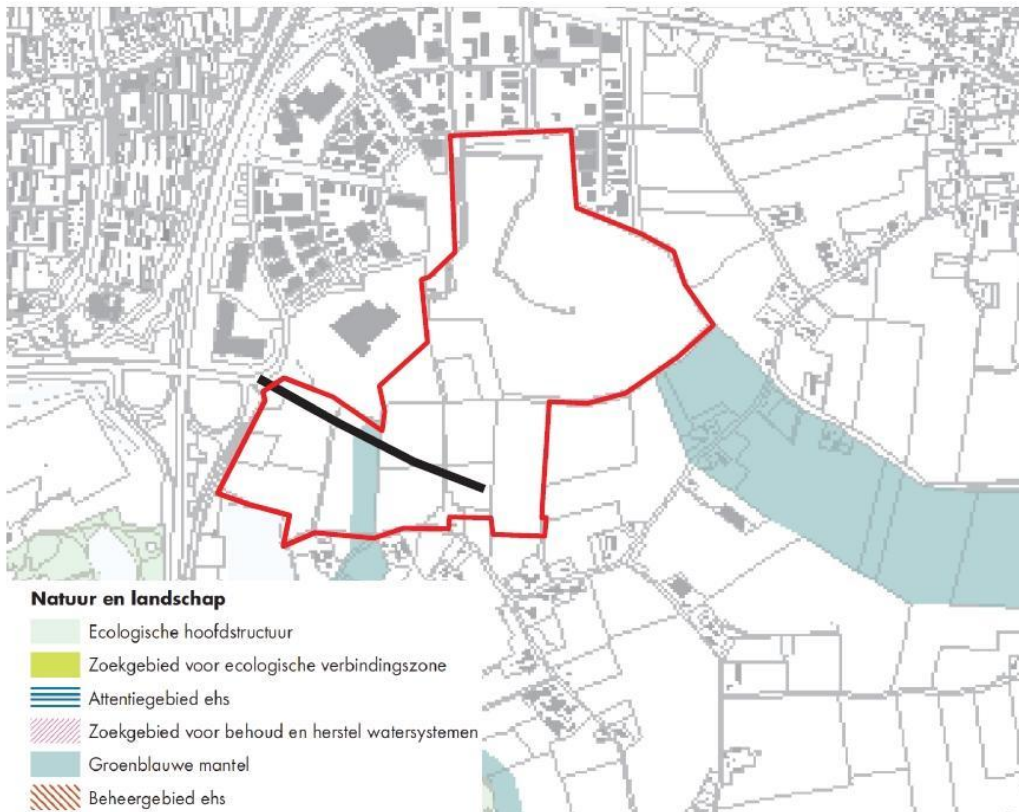 Natuur en landschap
Ecologische hoofdstructuur
Zoekgebied voor ecologische verbindingszone
Attentiegebied ehs
Zoekgebied voor behoud en herstel watersystemen
Groenblauwe mantel
Beheergebied ehs